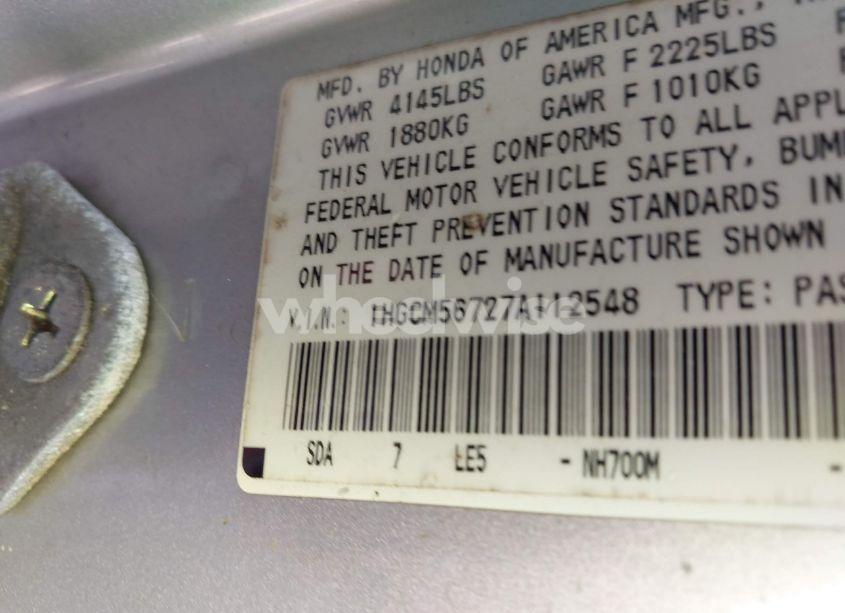 MFD. BY HONDA OF AMERICA MFG.,
GVWR 4145LBS GAWR F 2225LBS
GVWR 1880KG GAWR F 1010KG
THIS VEHICLE CONFORMS TO ALL APPL
FEDERAL MOTOR VEHICLE SAFETY, BUM
AND THEFT PREVENTION STANDARDS IN
ON THE DATE OF MANUFACTURE SHOWN
V.I.N.: TYPE: PAS
wheelwise
SDA 7 LE5 - NH700M -